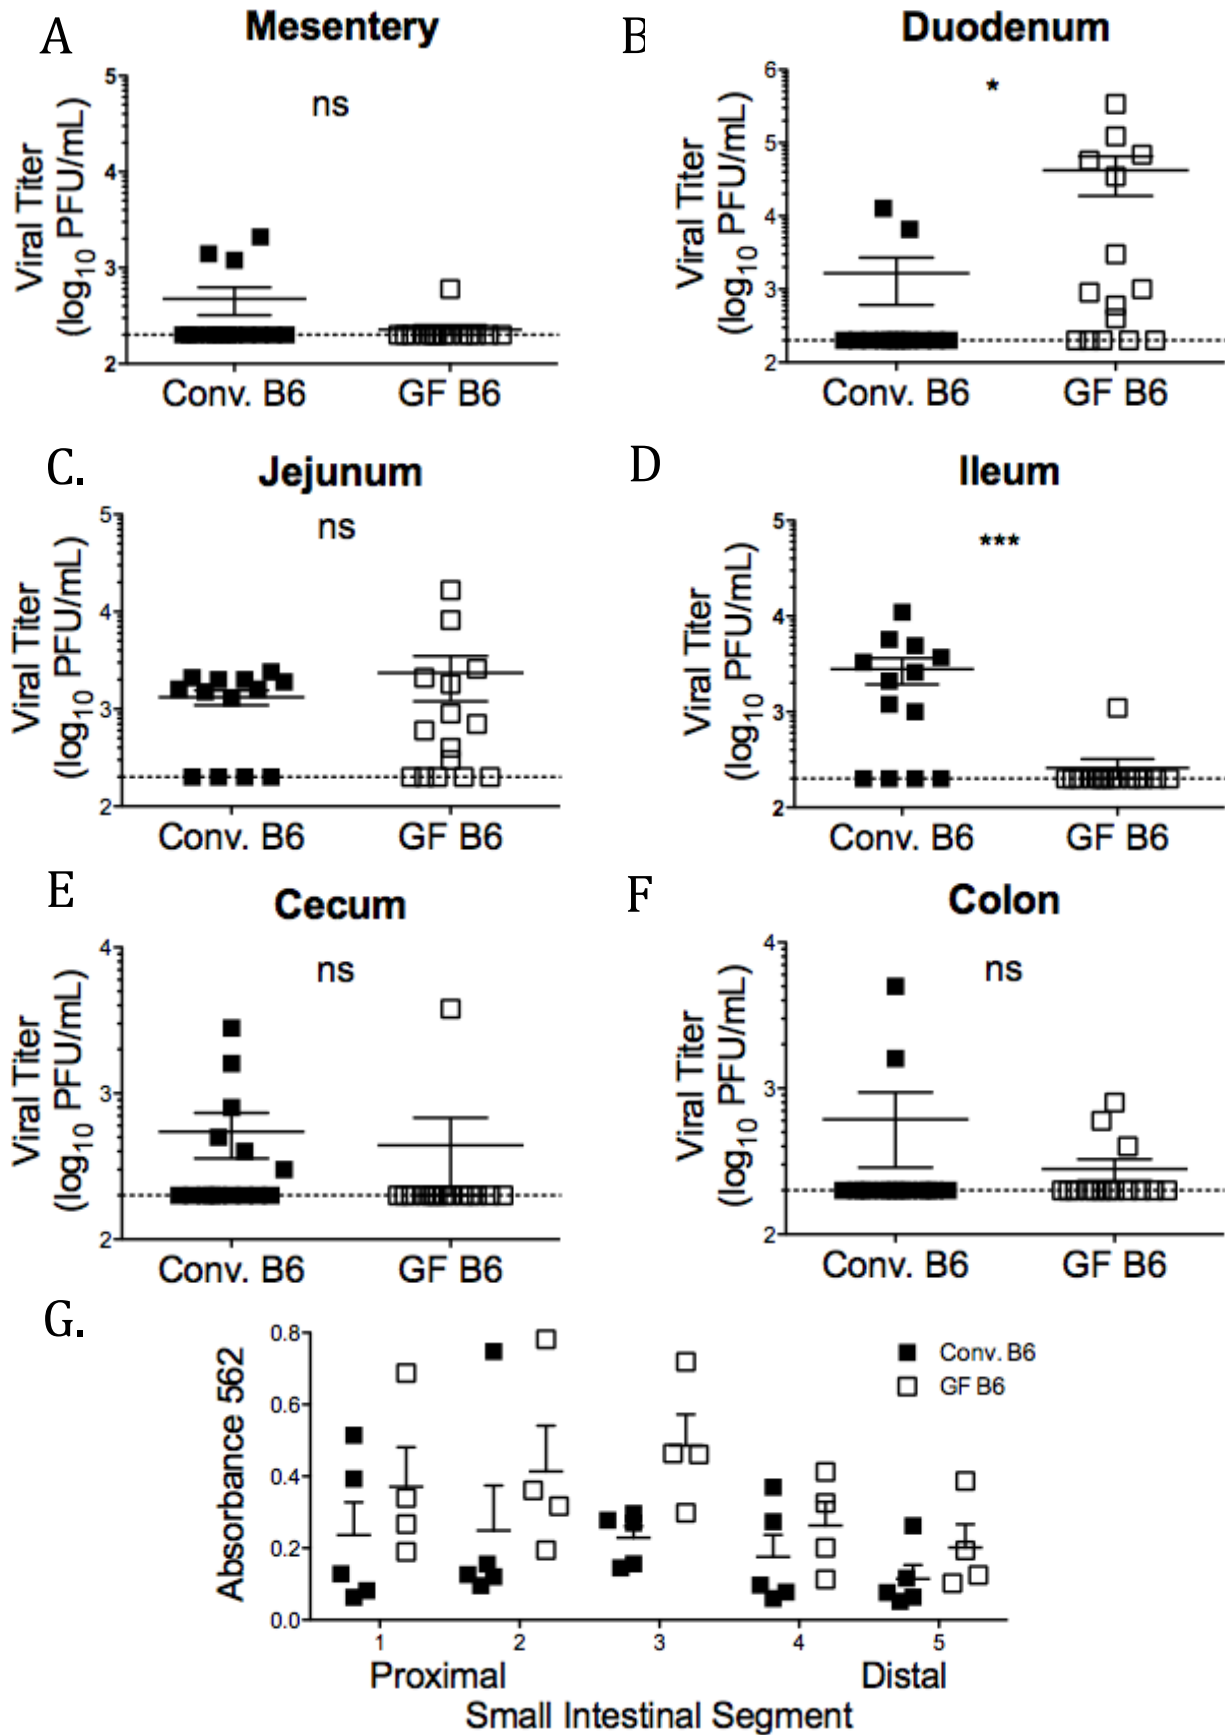 A Mesentery
5
4
3
2
Viral Titer
(log10 PFU/mL)
ns
Conv. B6 GF B6
B Duodenum
6
5
4
3
2
Viral Titer
(log10 PFU/mL)
*
Conv. B6 GF B6
C. Jejunum
5
4
3
2
Viral Titer
(log10 PFU/mL)
ns
Conv. B6 GF B6
D Ileum
5
4
3
2
Viral Titer
(log10 PFU/mL)
***
Conv. B6 GF B6
E Cecum
4
3
2
Viral Titer
(log10 PFU/mL)
ns
Conv. B6 GF B6
F Colon
4
3
2
Viral Titer
(log10 PFU/mL)
ns
Conv. B6 GF B6
G.
0.8
0.6
0.4
0.2
0.0
Absorbance 562
Conv. B6
GF B6
1 2 3 4 5
Proximal Distal
Small Intestinal Segment